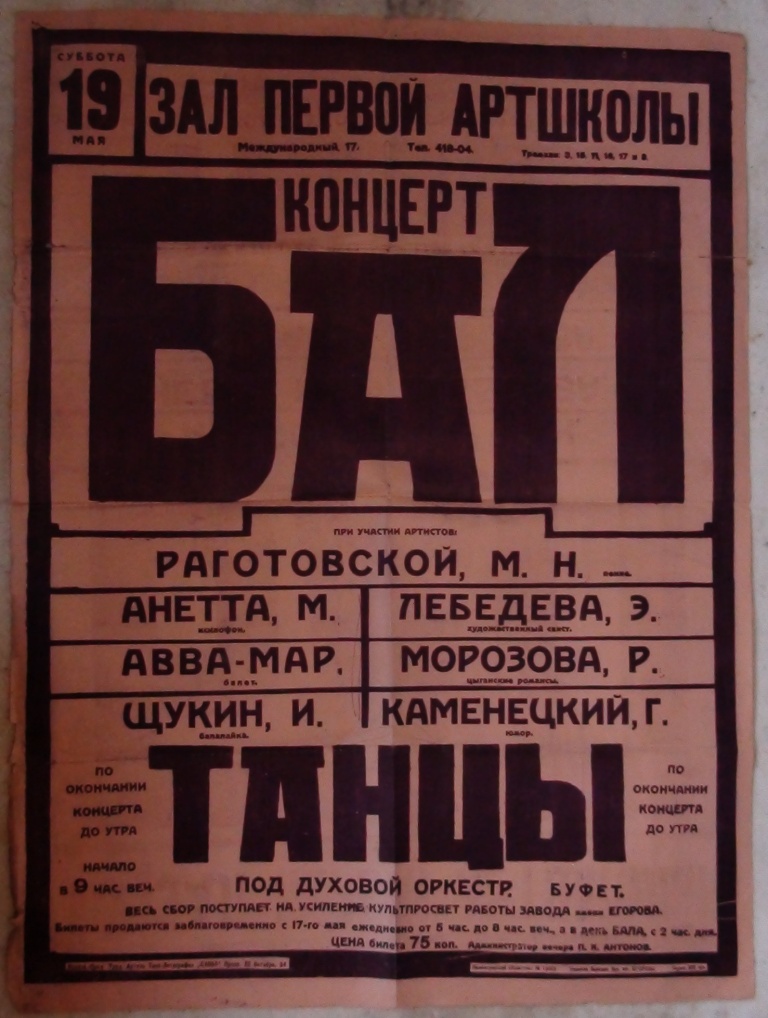 СУББОТА
19
МАЯ
ЗАЛ ПЕРВОЙ АРТШКОЛЫ
Международный, 17. Тел. 418-04. Трамваи
КОНЦЕРТ
БАЛ
ПРИ УЧАСТИИ АРТИСТОВ:
РАГОТОВСКОЙ, М. Н. пение.
АНЕТТА, М.
ксилофон.
ЛЕБЕДЕВА, Э.
художественный свист.
АВВА-МАР.
балет.
МОРОЗОВА, Р.
цыганские романсы.
ЩУКИН, И.
балалайка.
КАМЕНЕЦКИЙ, Г.
юмор.
ПО
ОКОНЧАНИИ
КОНЦЕРТА
ДО УТРА
ТАНЦЫ
ПО
ОКОНЧАНИИ
КОНЦЕРТА
ДО УТРА
НАЧАЛО
в 9 ЧАС. ВЕЧ.
ПОД ДУХОВОЙ ОРКЕСТР. БУФЕТ.
ВЕСЬ СБОР ПОСТУПАЕТ НА УСИЛЕНИЕ КУЛЬТПРОСВЕТ РАБОТЫ ЗАВОДА имени ЕГОРОВА.
Билеты продаются заблаговременно с 17-го мая ежедневно от 5 час. до 8 час. веч., а в день БАЛА, с 2 час. дня.
ЦЕНА билета 75 коп. Администратор вечера П. К. АНТОНОВ.